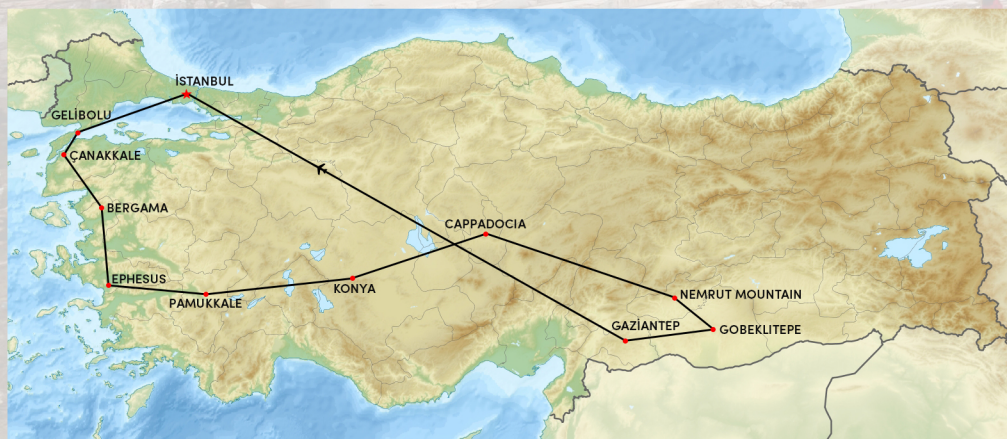 İSTANBUL
GELİBOLU
ÇANAKKALE
BERGAMA
CAPPADOCIA
EPHESUS
PAMUKKALE
KONYA
NEMRUT MOUNTAIN
GAZİANTEP
GOBEKLITEPE